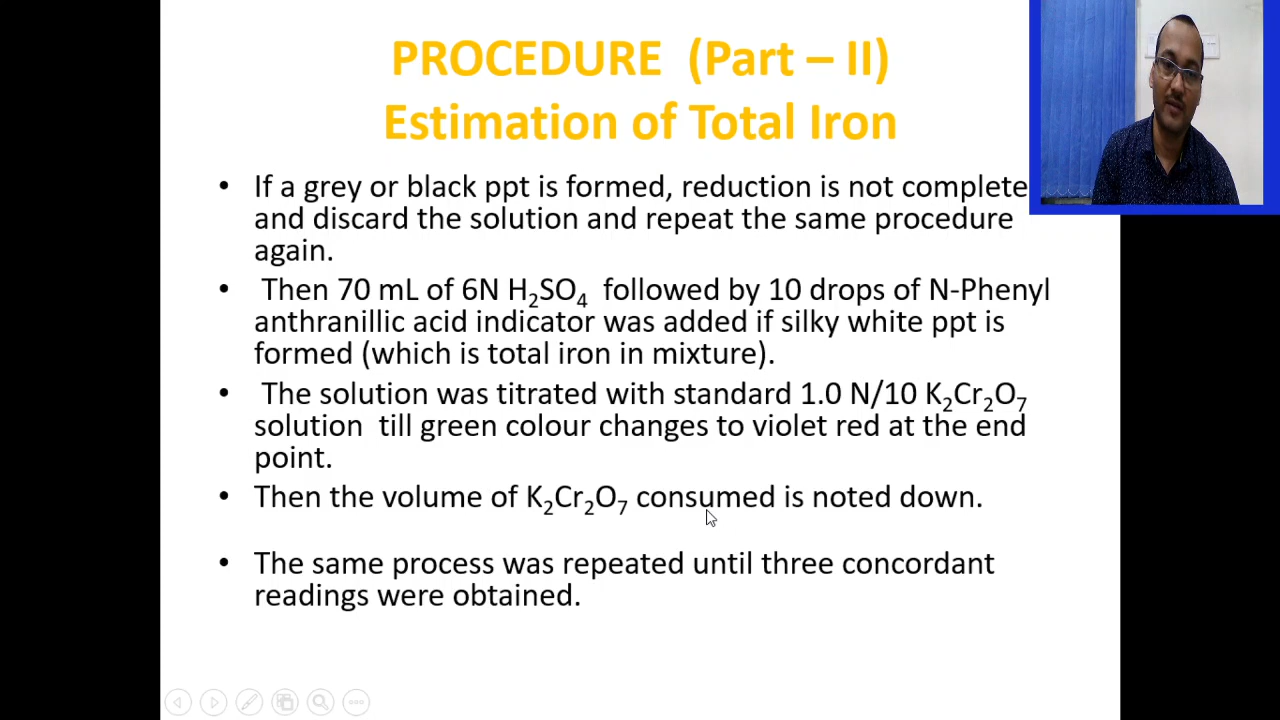 PROCEDURE (Part – II)
Estimation of Total Iron
• If a grey or black ppt is formed, reduction is not complete
and discard the solution and repeat the same procedure
again.
• Then 70 mL of 6N H₂SO₄ followed by 10 drops of N-Phenyl
anthranillic acid indicator was added if silky white ppt is
formed (which is total iron in mixture).
• The solution was titrated with standard 1.0 N/10 K₂Cr₂O₇
solution till green colour changes to violet red at the end
point.
• Then the volume of K₂Cr₂O₇ consumed is noted down.
• The same process was repeated until three concordant
readings were obtained.